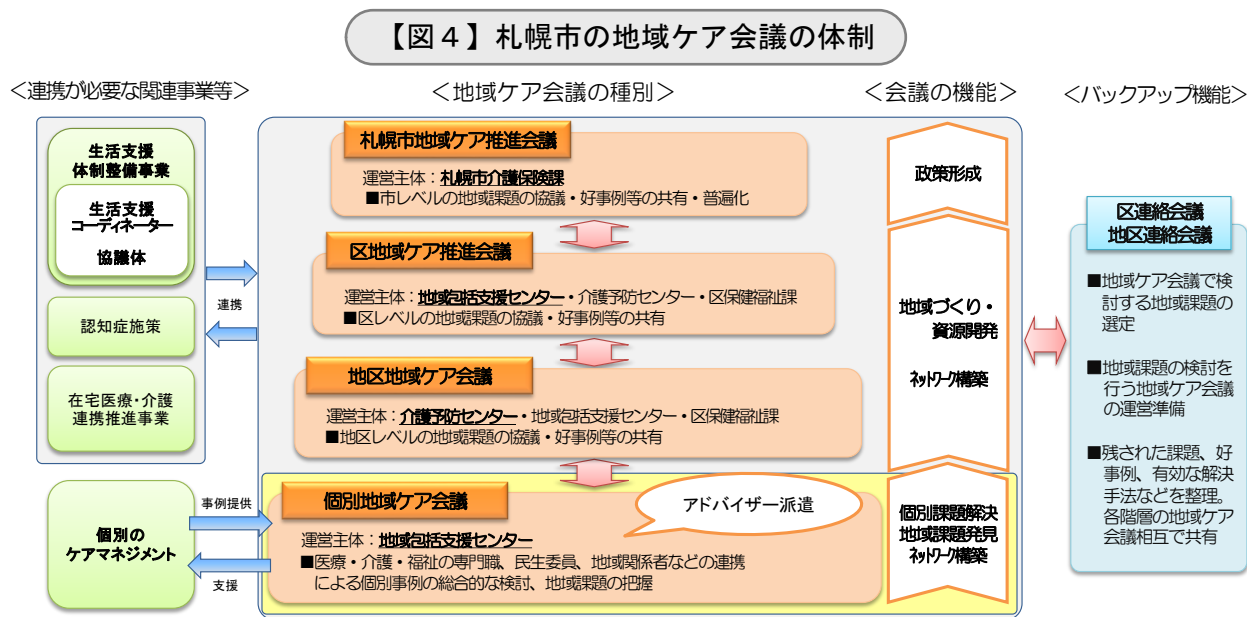 【図４】札幌市の地域ケア会議の体制
＜連携が必要な関連事業等＞
＜地域ケア会議の種別＞
＜会議の機能＞
＜バックアップ機能＞
生活支援
体制整備事業
生活支援
コーディネーター
協議体
認知症施策
在宅医療・介護
連携推進事業
連携
個別の
ケアマネジメント
事例提供
支援
札幌市地域ケア推進会議
運営主体：札幌市介護保険課
■市レベルの地域課題の協議・好事例等の共有・普遍化
区地域ケア推進会議
運営主体：地域包括支援センター・介護予防センター・区保健福祉課
■区レベルの地域課題の協議・好事例等の共有
地区地域ケア会議
運営主体：介護予防センター・地域包括支援センター・区保健福祉課
■地区レベルの地域課題の協議・好事例等の共有
個別地域ケア会議
アドバイザー派遣
運営主体：地域包括支援センター
■医療・介護・福祉の専門職、民生委員、地域関係者などの連携
による個別事例の総合的な検討、地域課題の把握
政策形成
地域づくり・
資源開発
ネットワーク構築
個別課題解決
地域課題発見
ネットワーク構築
区連絡会議
地区連絡会議
■地域ケア会議で検
討する地域課題の
選定
■地域課題の検討を
行う地域ケア会議
の運営準備
■残された課題、好
事例、有効な解決
手法などを整理。
各階層の地域ケア
会議相互で共有